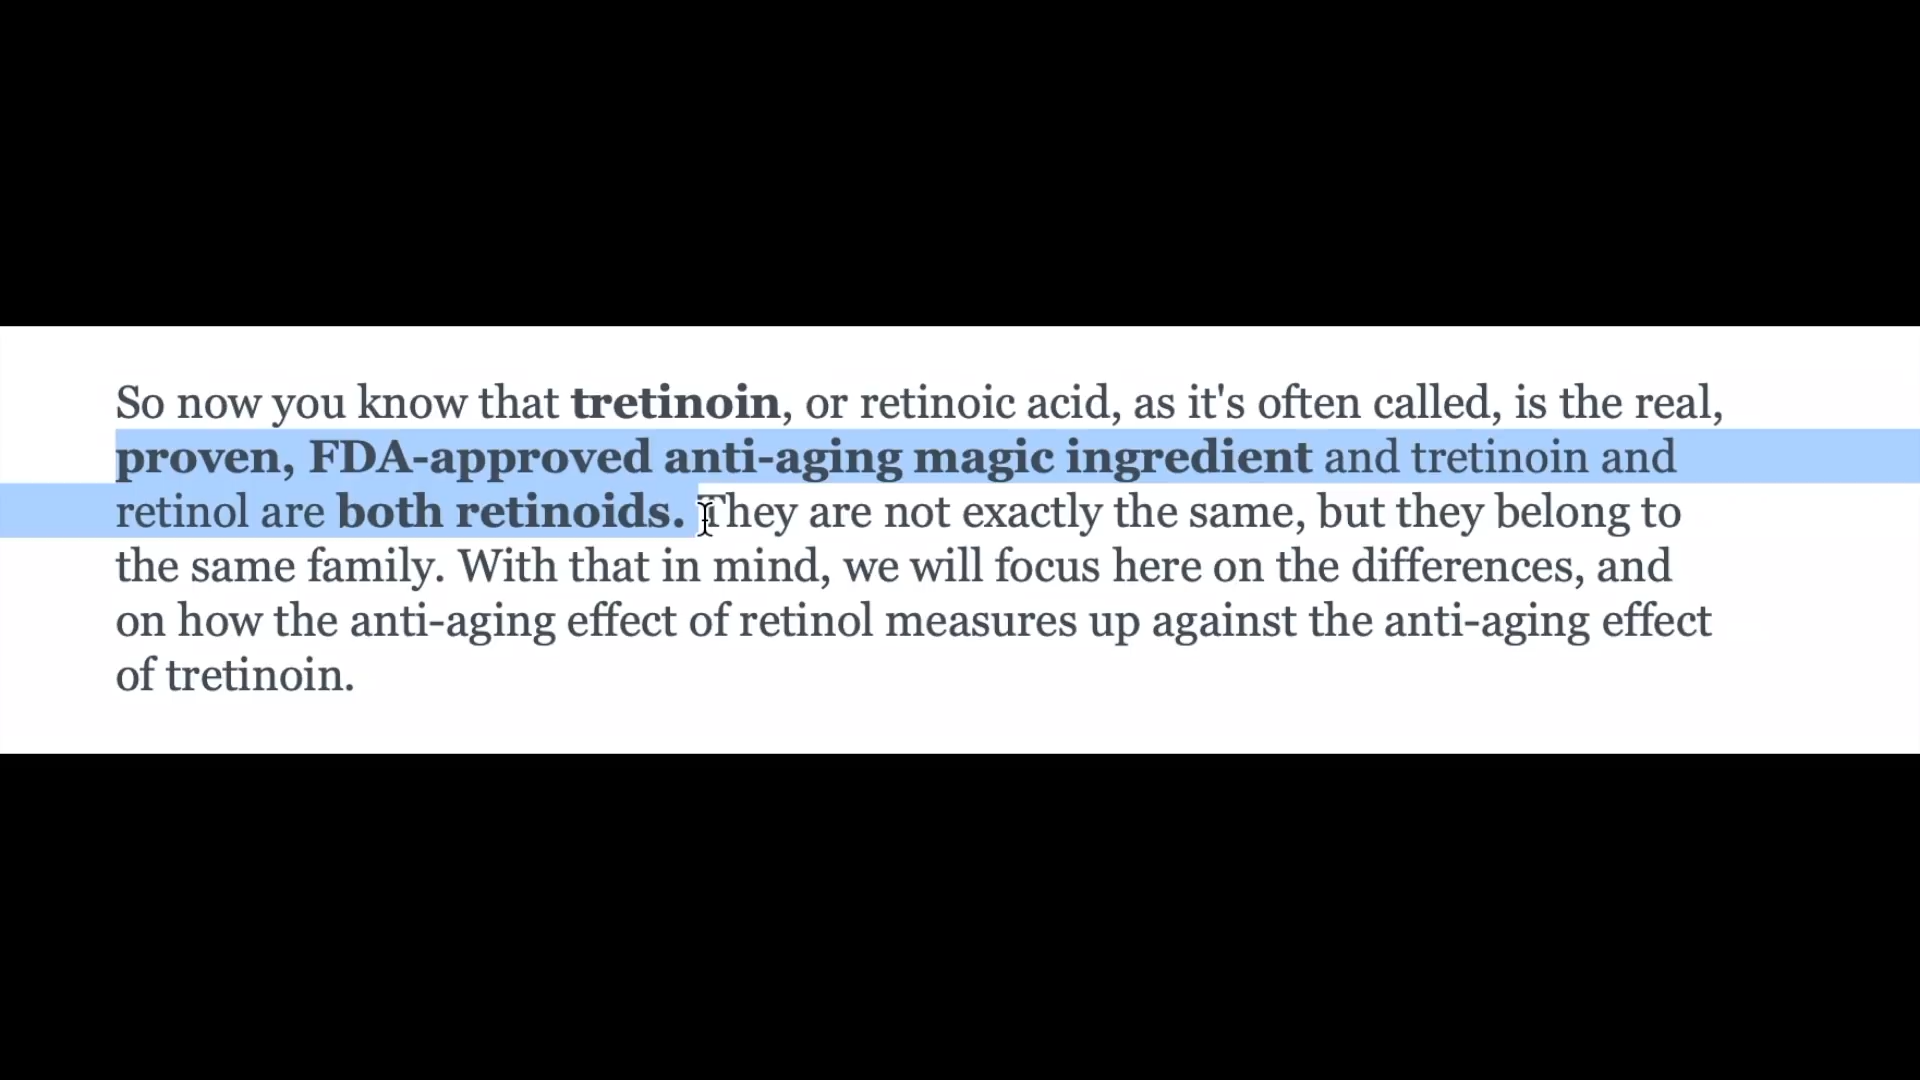 So now you know that tretinoin, or retinoic acid, as it's often called, is the real,
proven, FDA-approved anti-aging magic ingredient and tretinoin and
retinol are both retinoids. They are not exactly the same, but they belong to
the same family. With that in mind, we will focus here on the differences, and
on how the anti-aging effect of retinol measures up against the anti-aging effect
of tretinoin.